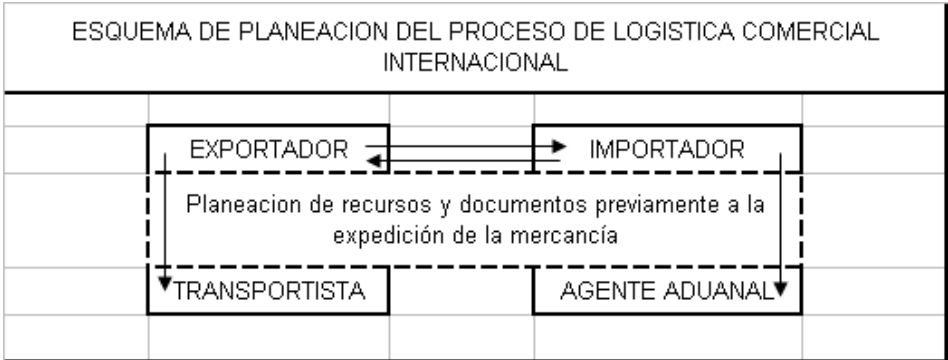 ESQUEMA DE PLANEACION DEL PROCESO DE LOGISTICA COMERCIAL
INTERNACIONAL
EXPORTADOR
IMPORTADOR
Planeacion de recursos y documentos previamente a la
expedición de la mercancía
TRANSPORTISTA
AGENTE ADUANAL